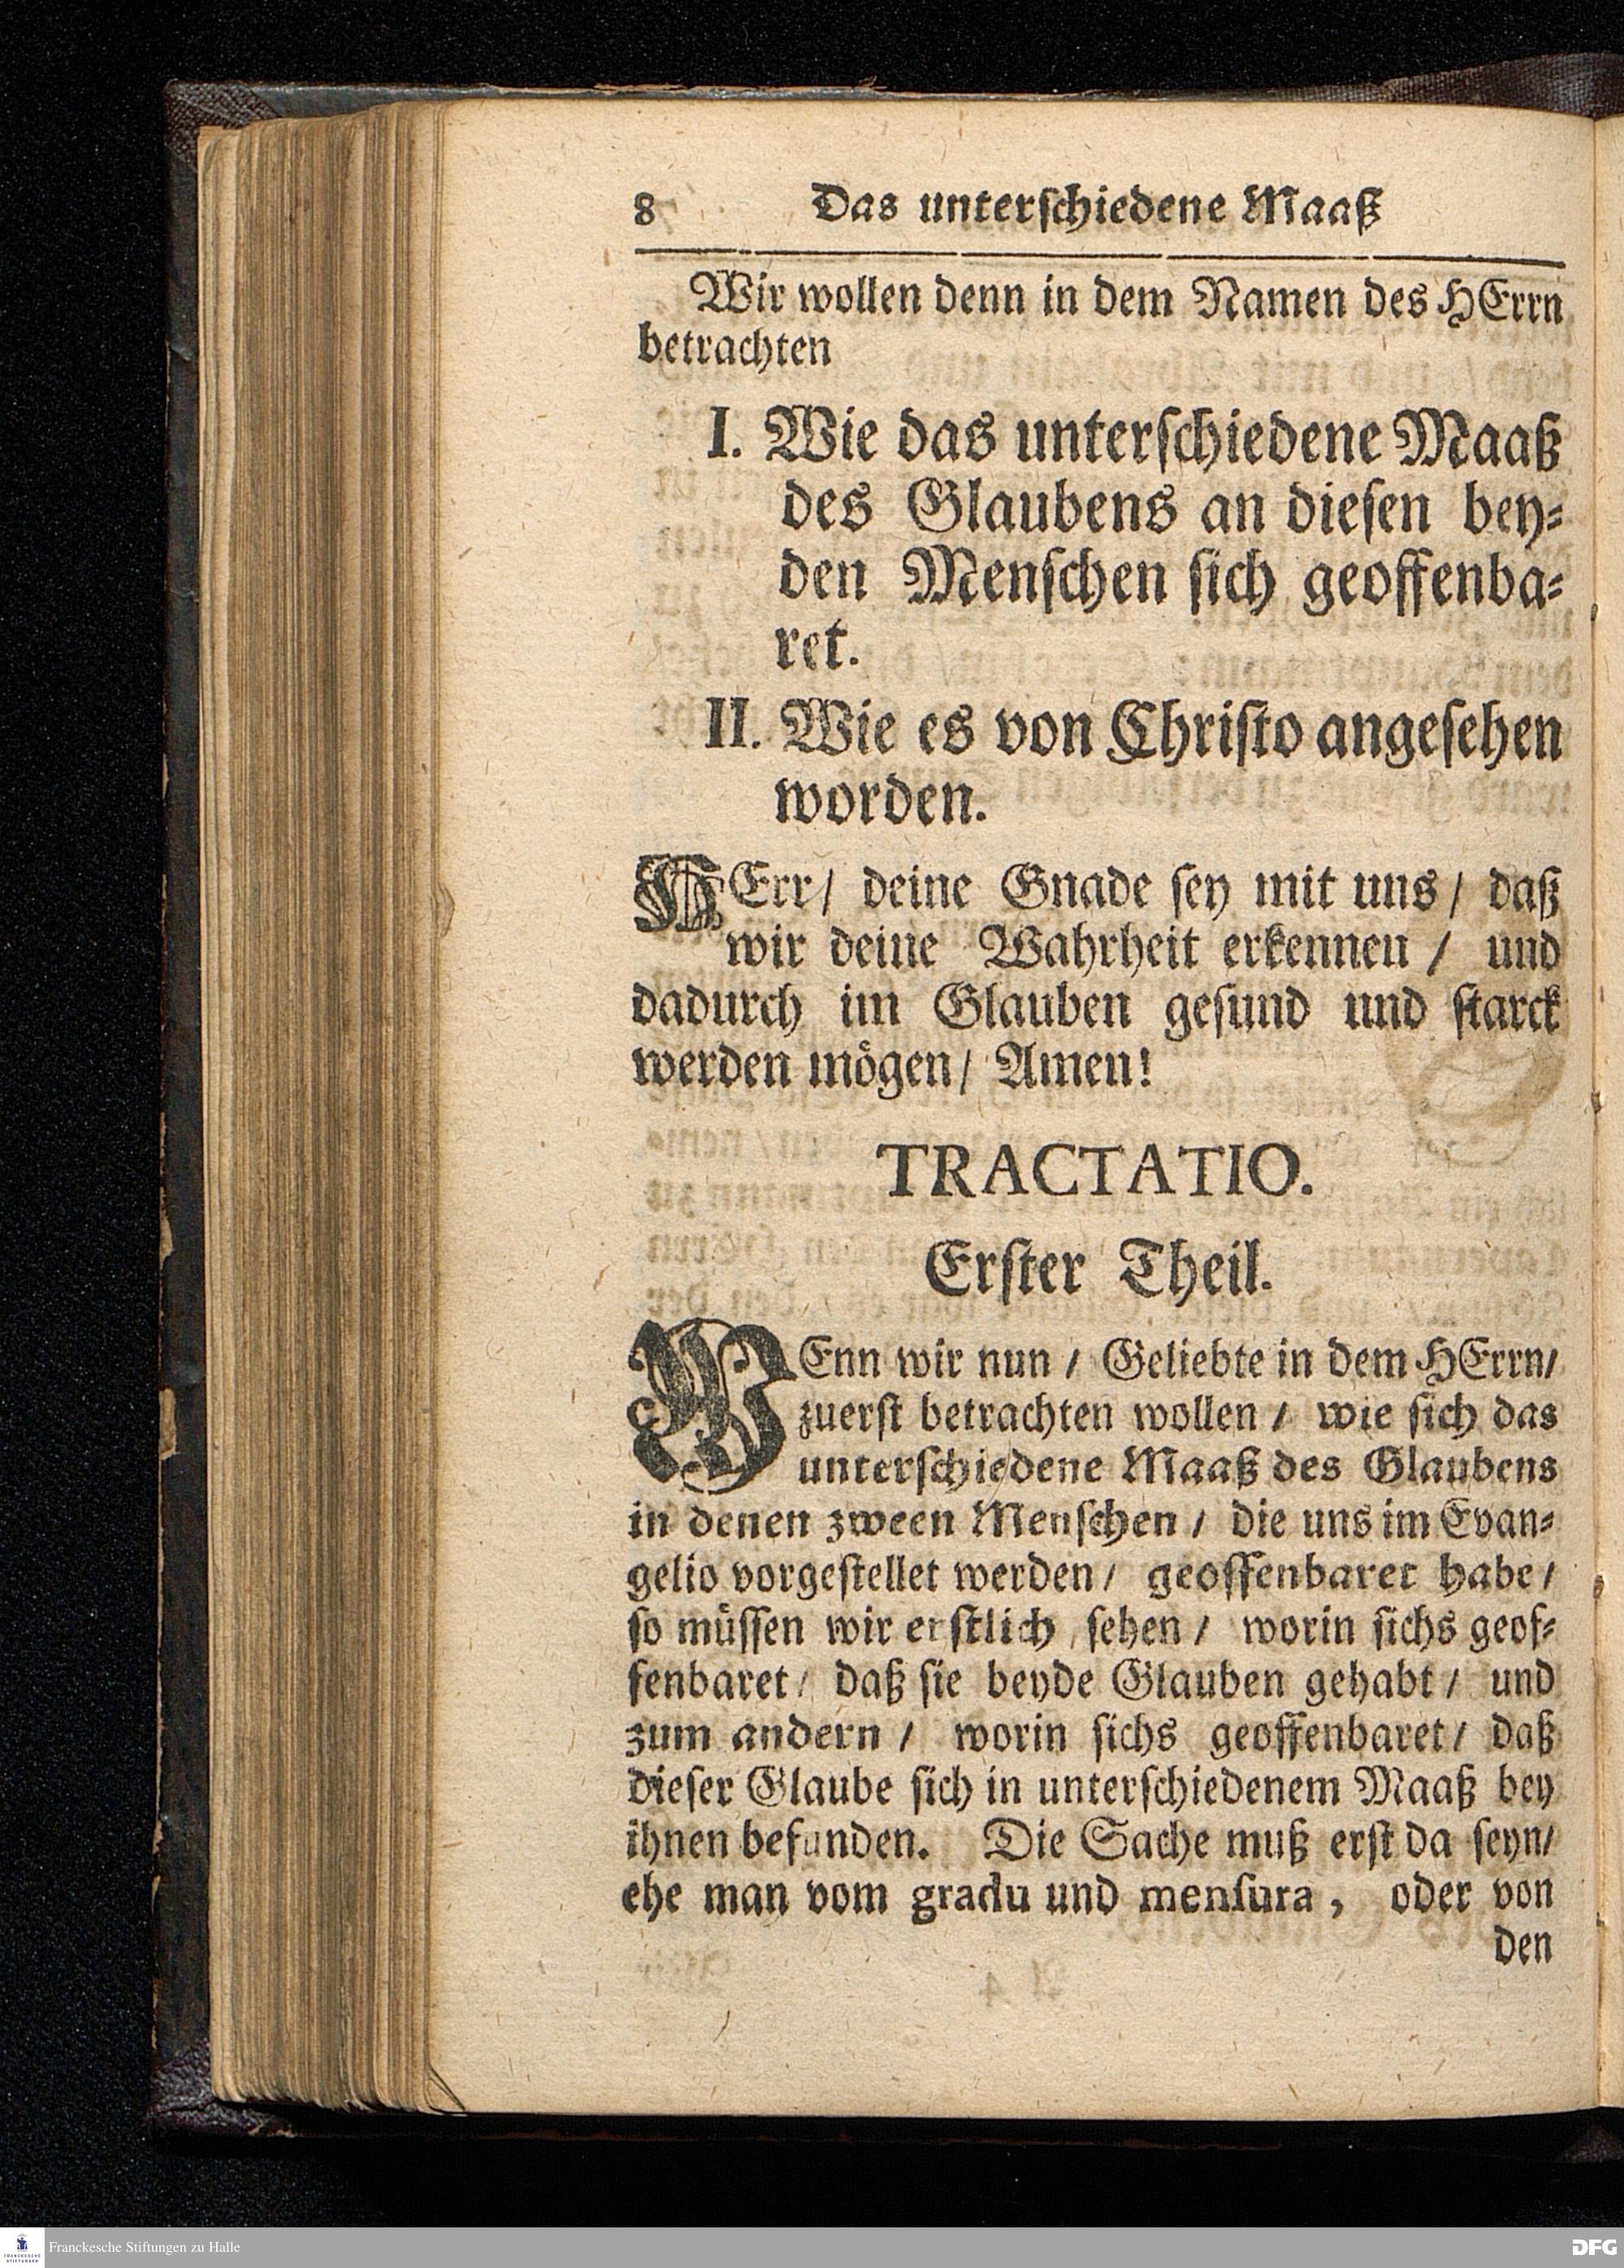 8 Das unterschiedene Maaß
Wir wollen denn in dem Namen des HErrn
betrachten
I. Wie das unterschiedene Maaß
des Glaubens an diesen bey-
den Menschen sich geoffenba-
ret.
II. Wie es von Christo angesehen
worden.
HErr/ deine Gnade sey mit uns/ daß
wir deine Wahrheit erkennen/ und
dadurch im Glauben gesund und starck
werden mögen/ Amen!
TRACTATIO.
Erster Theil.
WEnn wir nun/ Geliebte in dem HErrn/
zuerst betrachten wollen/ wie sich das
unterschiedene Maaß des Glaubens
in denen zween Menschen/ die uns im Evan-
gelio vorgestellet werden/ geoffenbaret habe/
so müssen wir erstlich sehen/ worin sichs geof-
fenbaret/ daß sie beyde Glauben gehabt/ und
zum andern/ worin sichs geoffenbaret/ daß
dieser Glaube sich in unterschiedenem Maaß bey
ihnen befunden. Die Sache muß erst da seyn/
ehe man vom gradu und mensura, oder von
den
Franckesche Stiftungen zu Halle
DFG